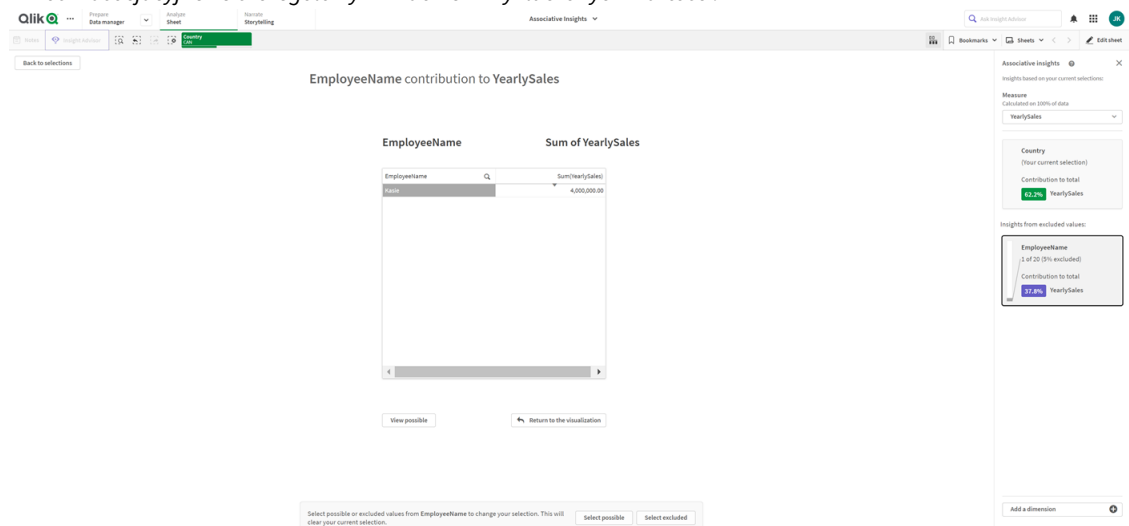 Qlik
Prepare
Data manager
Analyze
Sheet
Narrate
Storytelling
Associative Insights
Ask Insight Advisor
JK
Notes
Insight Advisor
Country
CAN
Bookmarks
Sheets
Edit sheet
Back to selections
EmployeeName contribution to YearlySales
EmployeeName
Sum of YearlySales
EmployeeName
Sum(YearlySales)
Kasie
4,000,000.00
View possible
Return to the visualization
Select possible or excluded values from EmployeeName to change your selection. This will
clear your current selection.
Select possible
Select excluded
Associative insights
Insights based on your current selections:
Measure
Calculated on 100% of data
YearlySales
Country
(Your current selection)
Contribution to total
62.2% YearlySales
Insights from excluded values:
EmployeeName
1 of 20 (5% excluded)
Contribution to total
37.8% YearlySales
Add a dimension